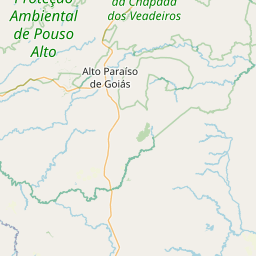 Proteção
Ambiental
de Pouso
Alto
da Chapada
dos Veadeiros
Alto Paraíso
de Goiás